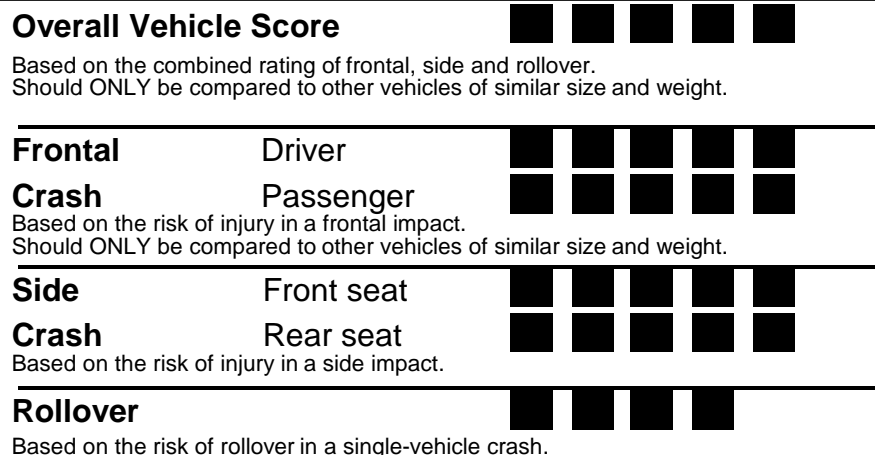 Overall Vehicle Score
Based on the combined rating of frontal, side and rollover.
Should ONLY be compared to other vehicles of similar size and weight.
Frontal Driver
Crash Passenger
Based on the risk of injury in a frontal impact.
Should ONLY be compared to other vehicles of similar size and weight.
Side Front seat
Crash Rear seat
Based on the risk of injury in a side impact.
Rollover
Based on the risk of rollover in a single-vehicle crash.